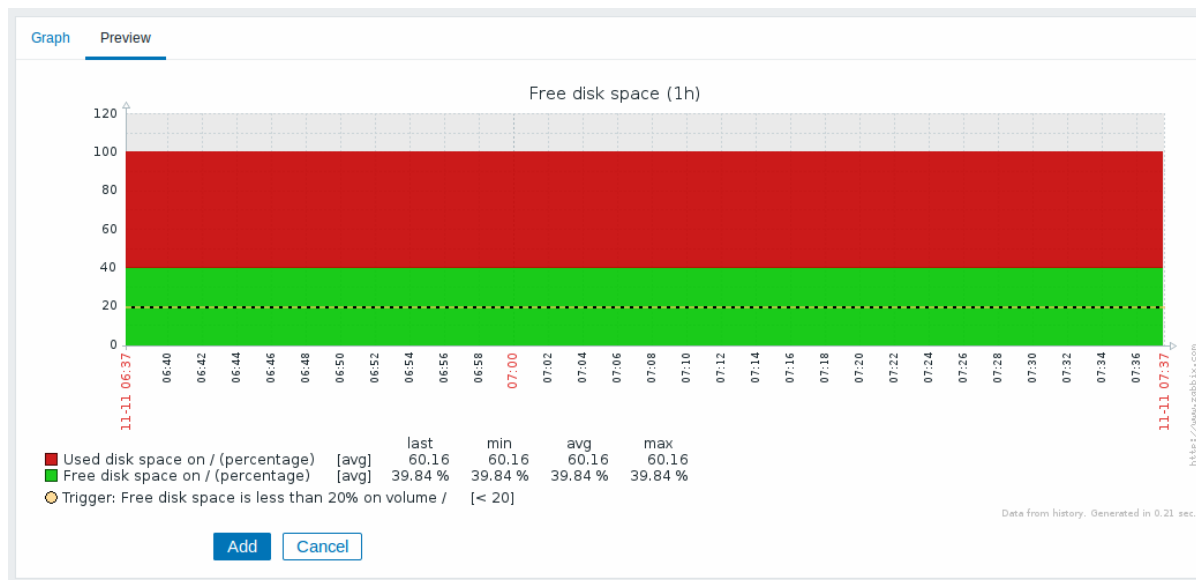 Graph Preview
Free disk space (1h)
120
100
80
60
40
20
0
11-11 06:37 06:40 06:42 06:44 06:46 06:48 06:50 06:52 06:54 06:56 06:58 07:00 07:02 07:04 07:06 07:08 07:10 07:12 07:14 07:16 07:18 07:20 07:22 07:24 07:26 07:28 07:30 07:32 07:34 07:36 11-11 07:37
http://www.zabbix.com
last min avg max
Used disk space on / (percentage) [avg] 60.16 60.16 60.16 60.16
Free disk space on / (percentage) [avg] 39.84 % 39.84 % 39.84 % 39.84 %
Trigger: Free disk space is less than 20% on volume / [< 20]
Data from history. Generated in 0.21 sec.
Add Cancel